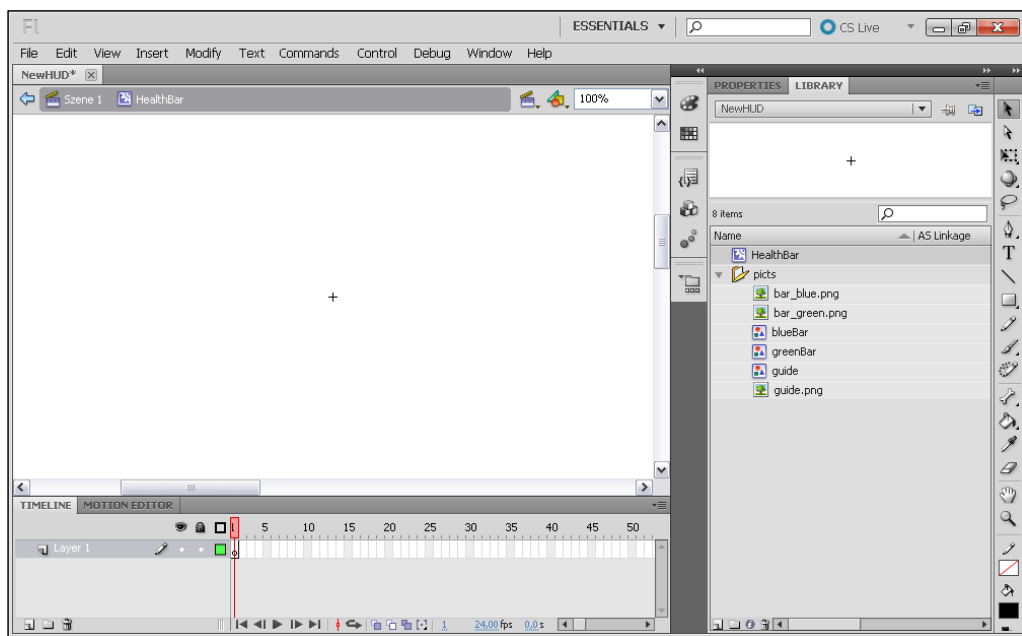 Fl ESSENTIALS CS Live
File Edit View Insert Modify Text Commands Control Debug Window Help
NewHUD*
Szene 1 HealthBar 100%
PROPERTIES LIBRARY
NewHUD
8 items
Name AS Linkage
HealthBar
picts
bar_blue.png
bar_green.png
blueBar
greenBar
guide
guide.png
T
TIMELINE MOTION EDITOR
1 5 10 15 20 25 30 35 40 45 50
Layer 1
1 24,00 fps 0,0 s